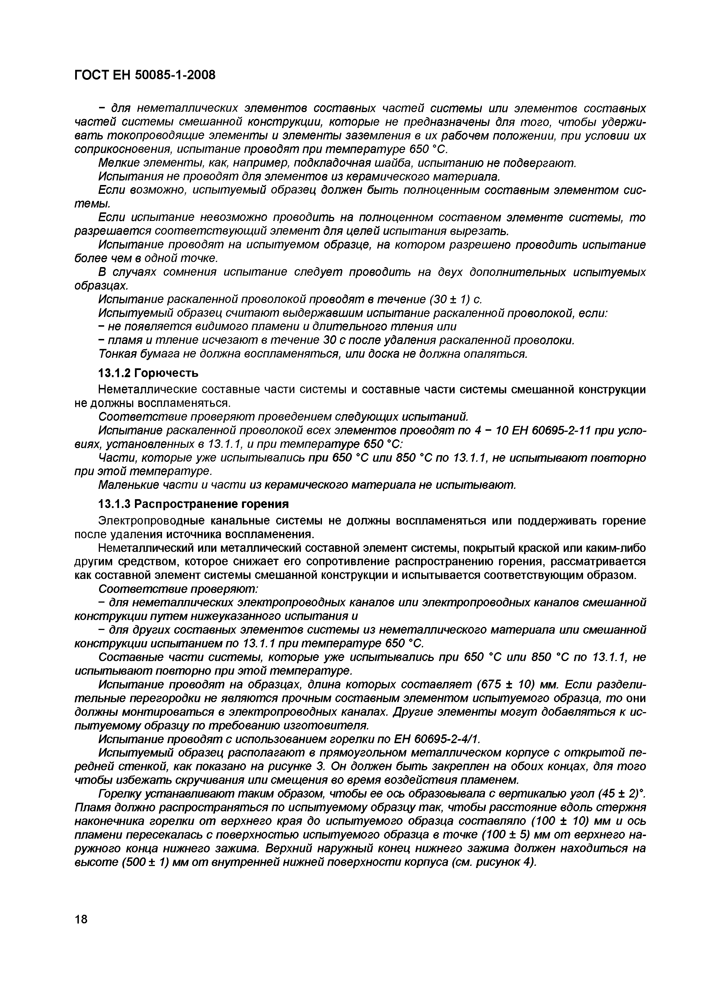 ГОСТ ЕН 50085-1-2008
– для неметаллических элементов составных частей системы или элементов составных
частей системы смешанной конструкции, которые не предназначены для того, чтобы удержи-
вать токопроводящие элементы и элементы заземления в их рабочем положении, при условии их
соприкосновения, испытание проводят при температуре 650 °С.
Мелкие элементы, как, например, подкладочная шайба, испытанию не подвергают.
Испытания не проводят для элементов из керамического материала.
Если возможно, испытуемый образец должен быть полноценным составным элементом сис-
темы.
Если испытание невозможно проводить на полноценном составном элементе системы, то
разрешается соответствующий элемент для целей испытания вырезать.
Испытание проводят на испытуемом образце, на котором разрешено проводить испытание
более чем в одной точке.
В случаях сомнения испытание следует проводить на двух дополнительных испытуемых
образцах.
Испытание раскаленной проволокой проводят в течение (30 ± 1) с.
Испытуемый образец считают выдержавшим испытание раскаленной проволокой, если:
– не появляется видимого пламени и длительного тления или
– пламя и тление исчезают в течение 30 с после удаления раскаленной проволоки.
Тонкая бумага не должна воспламеняться, или доска не должна опаляться.
13.1.2 Горючесть
Неметаллические составные части системы и составные части системы смешанной конструкции
не должны воспламеняться.
Соответствие проверяют проведением следующих испытаний.
Испытание раскаленной проволокой всех элементов проводят по 4 – 10 ЕН 60695-2-11 при усло-
виях, установленных в 13.1.1, и при температуре 650 °С:
Части, которые уже испытывались при 650 °С или 850 °С по 13.1.1, не испытывают повторно
при этой температуре.
Маленькие части и части из керамического материала не испытывают.
13.1.3 Распространение горения
Электропроводные канальные системы не должны воспламеняться или поддерживать горение
после удаления источника воспламенения.
Неметаллический или металлический составной элемент системы, покрытый краской или каким-либо
другим средством, которое снижает его сопротивление распространению горения, рассматривается
как составной элемент системы смешанной конструкции и испытывается соответствующим образом.
Соответствие проверяют:
– для неметаллических электропроводных каналов или электропроводных каналов смешанной
конструкции путем нижеуказанного испытания и
– для других составных элементов системы из неметаллического материала или смешанной
конструкции испытанием по 13.1.1 при температуре 650 °С.
Составные части системы, которые уже испытывались при 650 °С или 850 °С по 13.1.1, не
испытывают повторно при этой температуре.
Испытание проводят на образцах, длина которых составляет (675 ± 10) мм. Если раздели-
тельные перегородки не являются прочным составным элементом испытуемого образца, то они
должны монтироваться в электропроводных каналах. Другие элементы могут добавляться к ис-
пытуемому образцу по требованию изготовителя.
Испытание проводят с использованием горелки по ЕН 60695-2-4/1.
Испытуемый образец располагают в прямоугольном металлическом корпусе с открытой пе-
редней стенкой, как показано на рисунке 3. Он должен быть закреплен на обоих концах, для того
чтобы избежать скручивания или смещения во время воздействия пламенем.
Горелку устанавливают таким образом, чтобы ее ось образовывала с вертикалью угол (45 ± 2)°.
Пламя должно распространяться по испытуемому образцу так, чтобы расстояние вдоль стержня
наконечника горелки от верхнего края до испытуемого образца составляло (100 ± 10) мм и ось
пламени пересекалась с поверхностью испытуемого образца в точке (100 ± 5) мм от верхнего на-
ружного конца нижнего зажима. Верхний наружный конец нижнего зажима должен находиться на
высоте (500 ± 1) мм от внутренней нижней поверхности корпуса (см. рисунок 4).
18